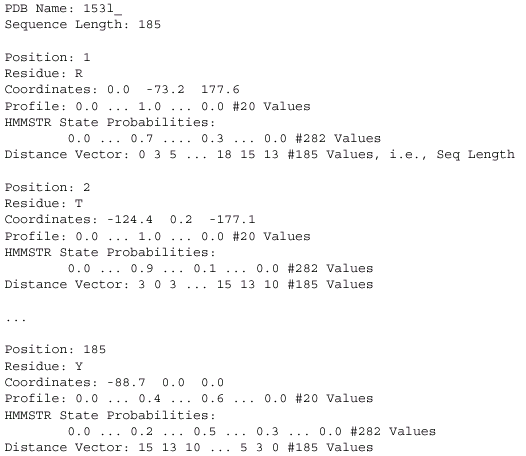 PDB Name: 153l_
Sequence Length: 185
Position: 1
Residue: R
Coordinates: 0.0 -73.2 177.6
Profile: 0.0 ... 1.0 ... 0.0 #20 Values
HMMSTR State Probabilities:
0.0 ... 0.7 .... 0.3 ... 0.0 #282 Values
Distance Vector: 0 3 5 ... 18 15 13 #185 Values, i.e., Seq Length
Position: 2
Residue: T
Coordinates: -124.4 0.2 -177.1
Profile: 0.0 ... 1.0 ... 0.0 #20 Values
HMMSTR State Probabilities:
0.0 ... 0.9 ... 0.1 ... 0.0 #282 Values
Distance Vector: 3 0 3 ... 15 13 10 #185 Values
...
Position: 185
Residue: Y
Coordinates: -88.7 0.0 0.0
Profile: 0.0 ... 0.4 ... 0.6 ... 0.0 #20 Values
HMMSTR State Probabilities:
0.0 ... 0.2 ... 0.5 ... 0.3 ... 0.0 #282 Values
Distance Vector: 15 13 10 ... 5 3 0 #185 Values